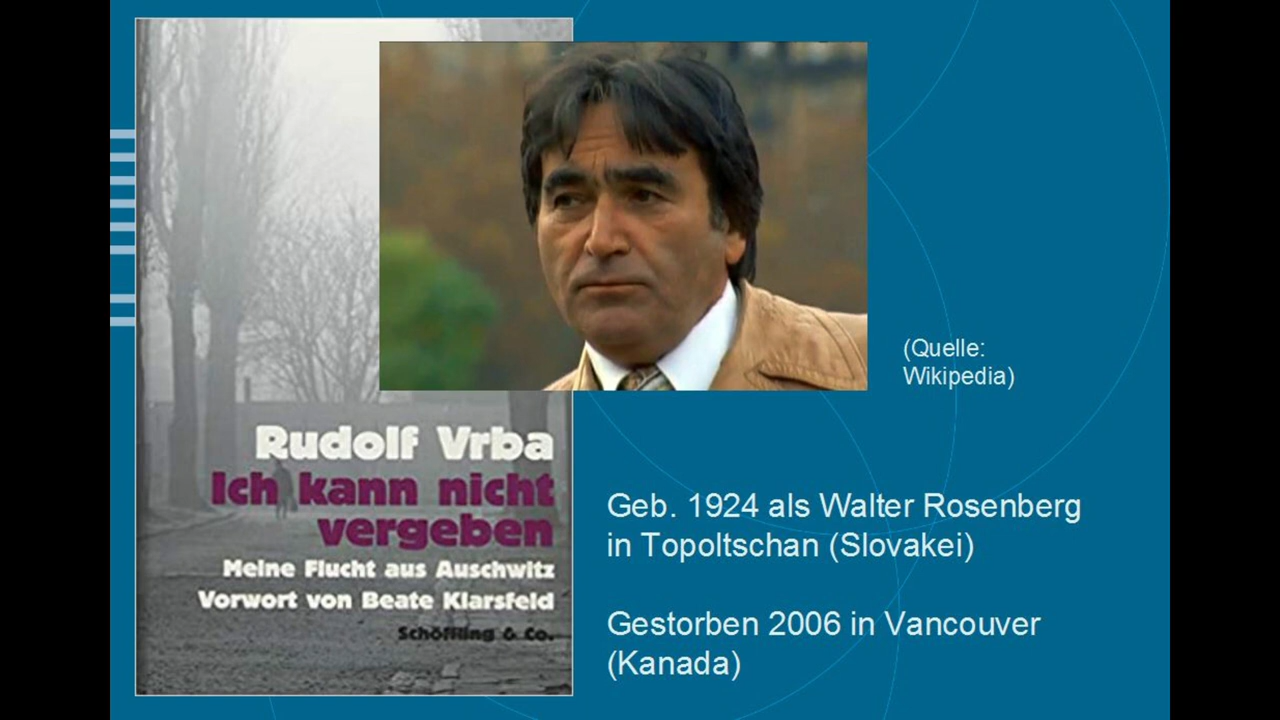 Rudolf Vrba
Ich kann nicht
vergeben
Meine Flucht aus Auschwitz
Vorwort von Beate Klarsfeld
Schöffling & Co.
(Quelle:
Wikipedia)
Geb. 1924 als Walter Rosenberg
in Topoltschan (Slovakei)
Gestorben 2006 in Vancouver
(Kanada)